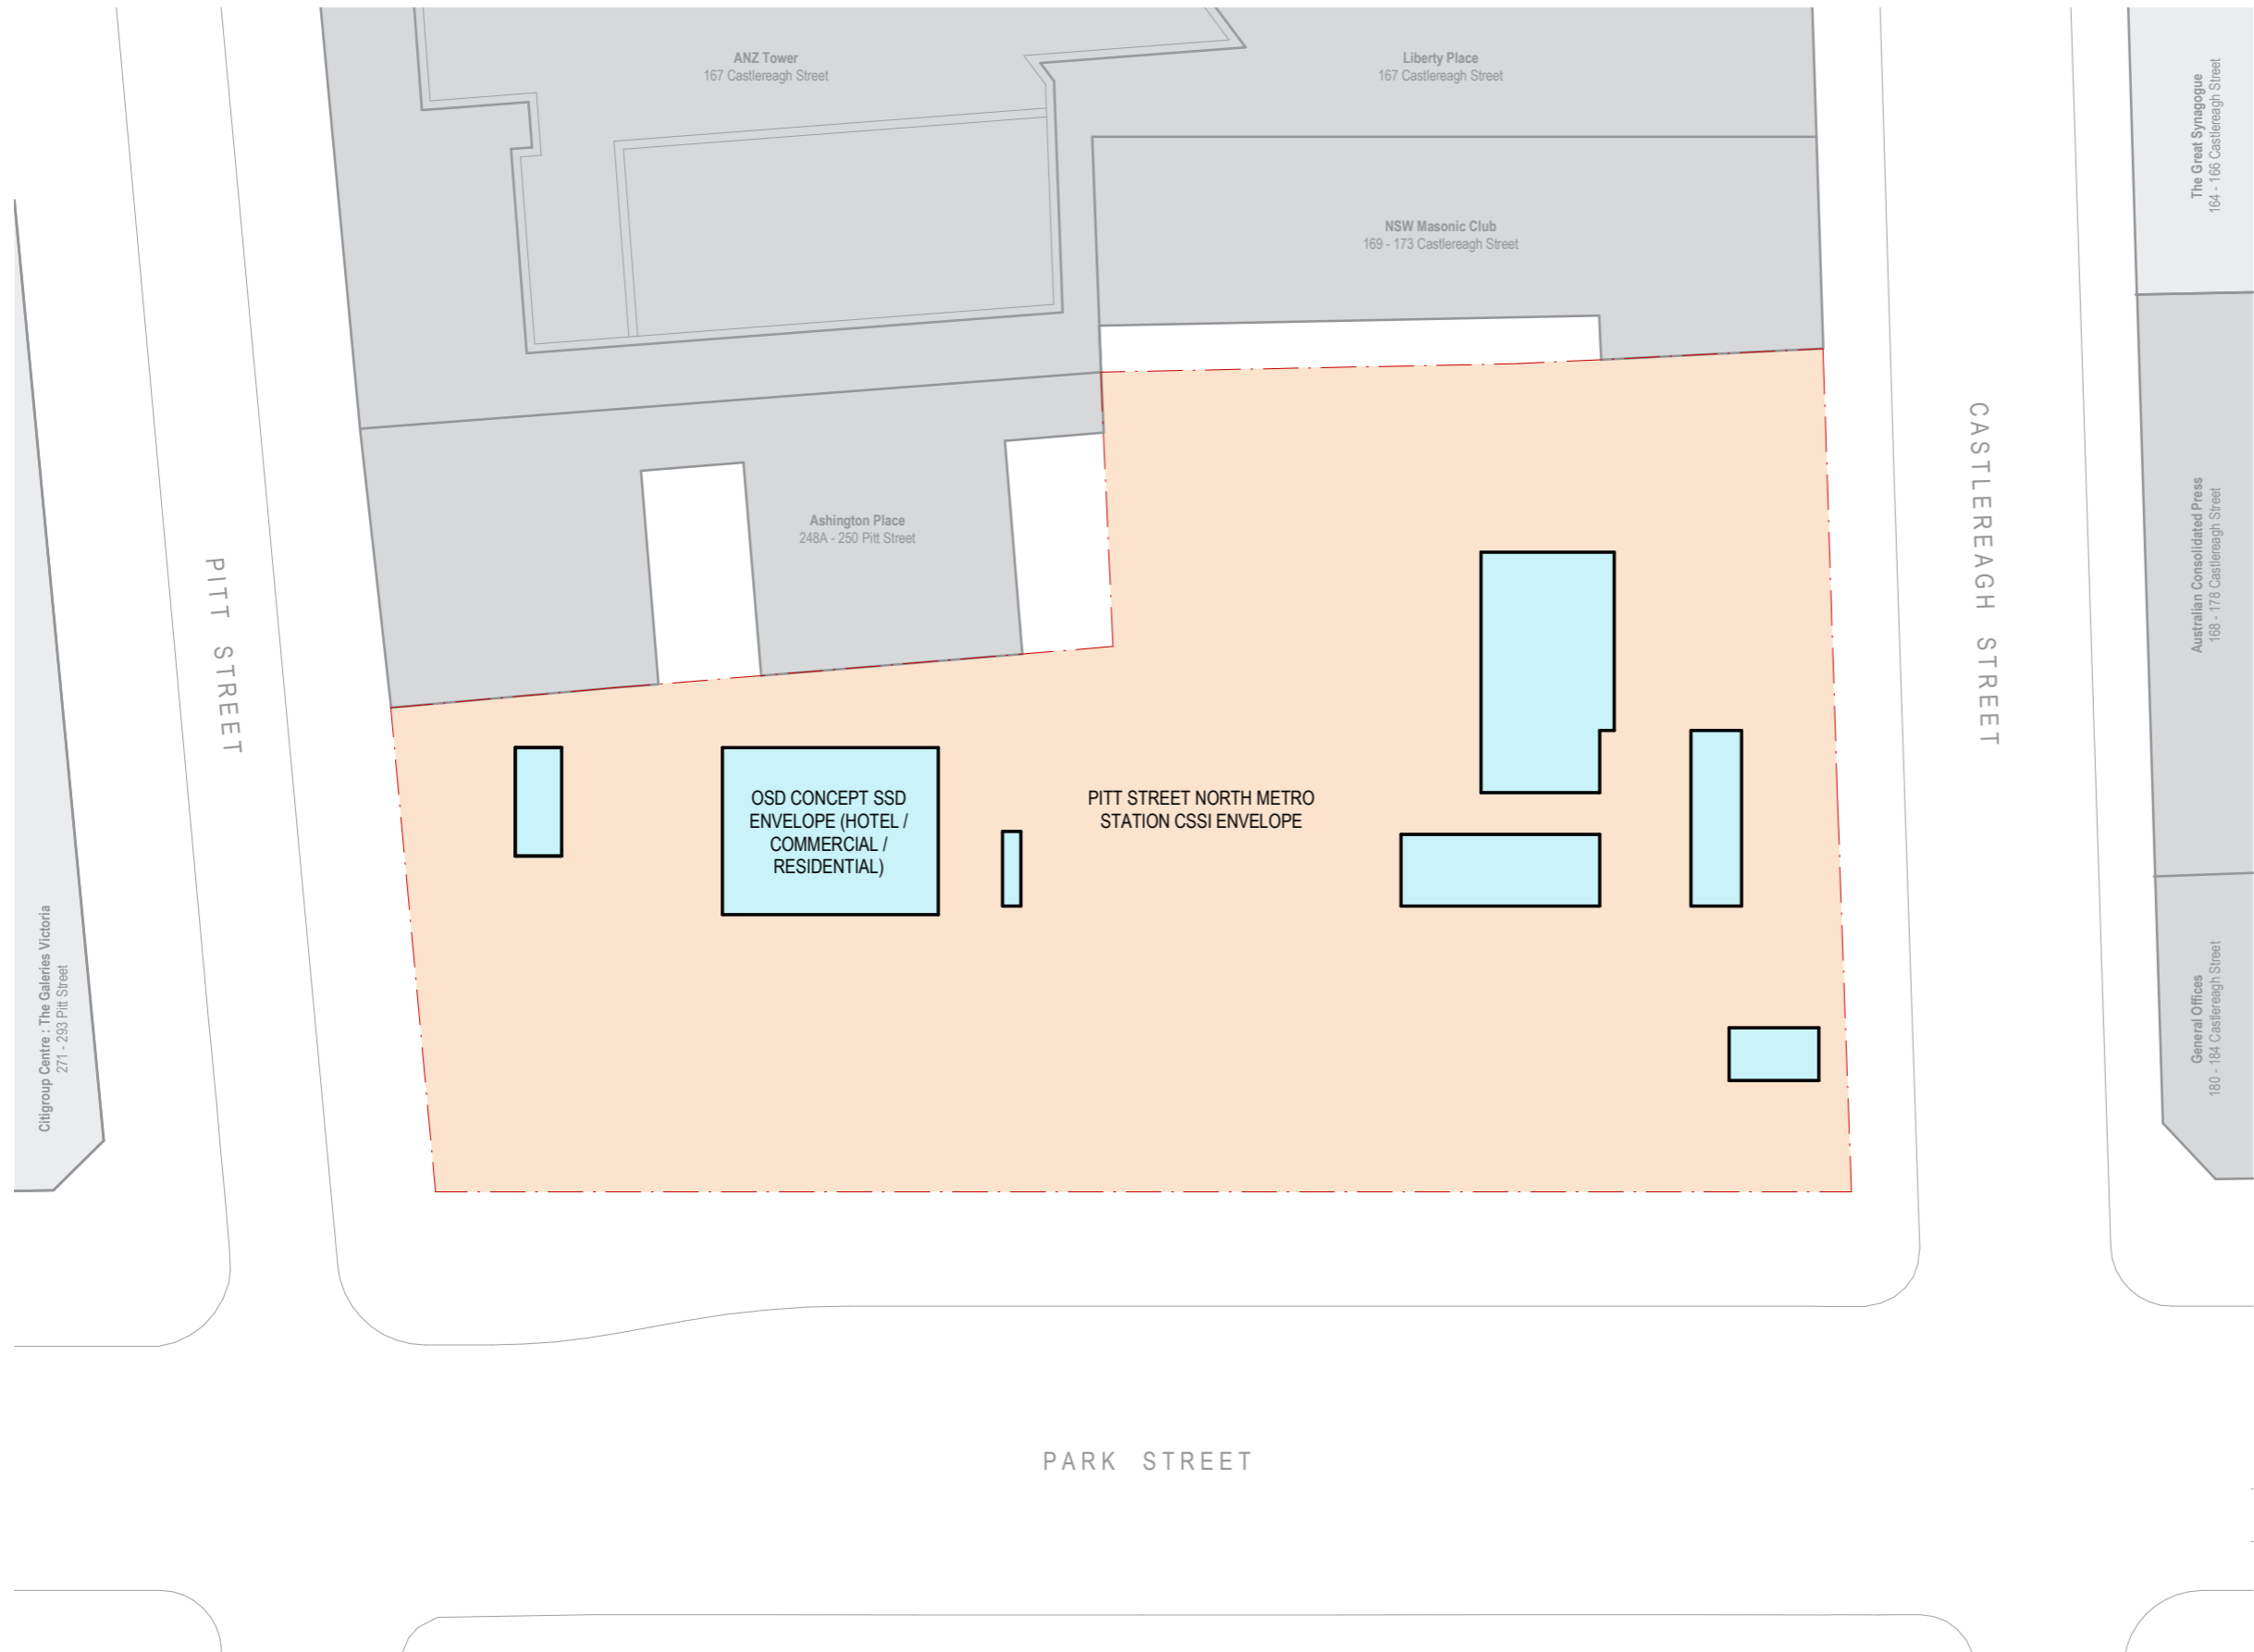 ANZ Tower
167 Castlereagh Street
Liberty Place
167 Castlereagh Street
The Great Synagogue
164 - 166 Castlereagh Street
NSW Masonic Club
169 - 173 Castlereagh Street
CASTLEREAGH STREET
Australian Consolidated Press
168 - 178 Castlereagh Street
Ashington Place
248A - 250 Pitt Street
PITT STREET
OSD CONCEPT SSD
ENVELOPE (HOTEL /
COMMERCIAL /
RESIDENTIAL)
PITT STREET NORTH METRO
STATION CSSI ENVELOPE
Citigroup Centre : The Galeries Victoria
271 - 293 Pitt Street
General Offices
180 - 184 Castlereagh Street
PARK STREET